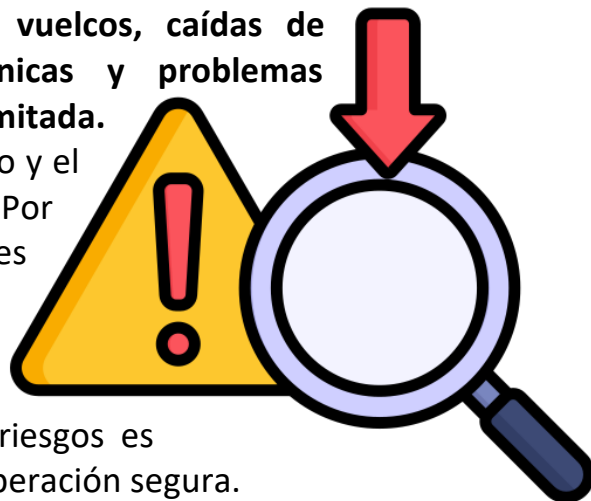 vuelcos, caídas de
nicas y problemas
mitada.
o y el
Por
es
riesgos es
peración segura.